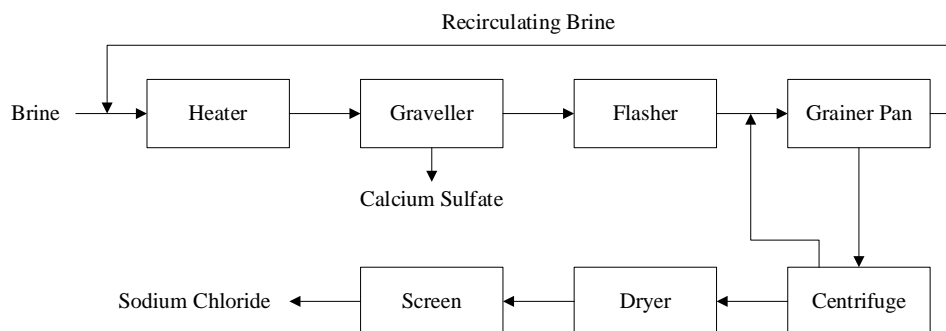 Recirculating Brine
Brine
Heater
Graveller
Flasher
Grainer Pan
Calcium Sulfate
Sodium Chloride
Screen
Dryer
Centrifuge